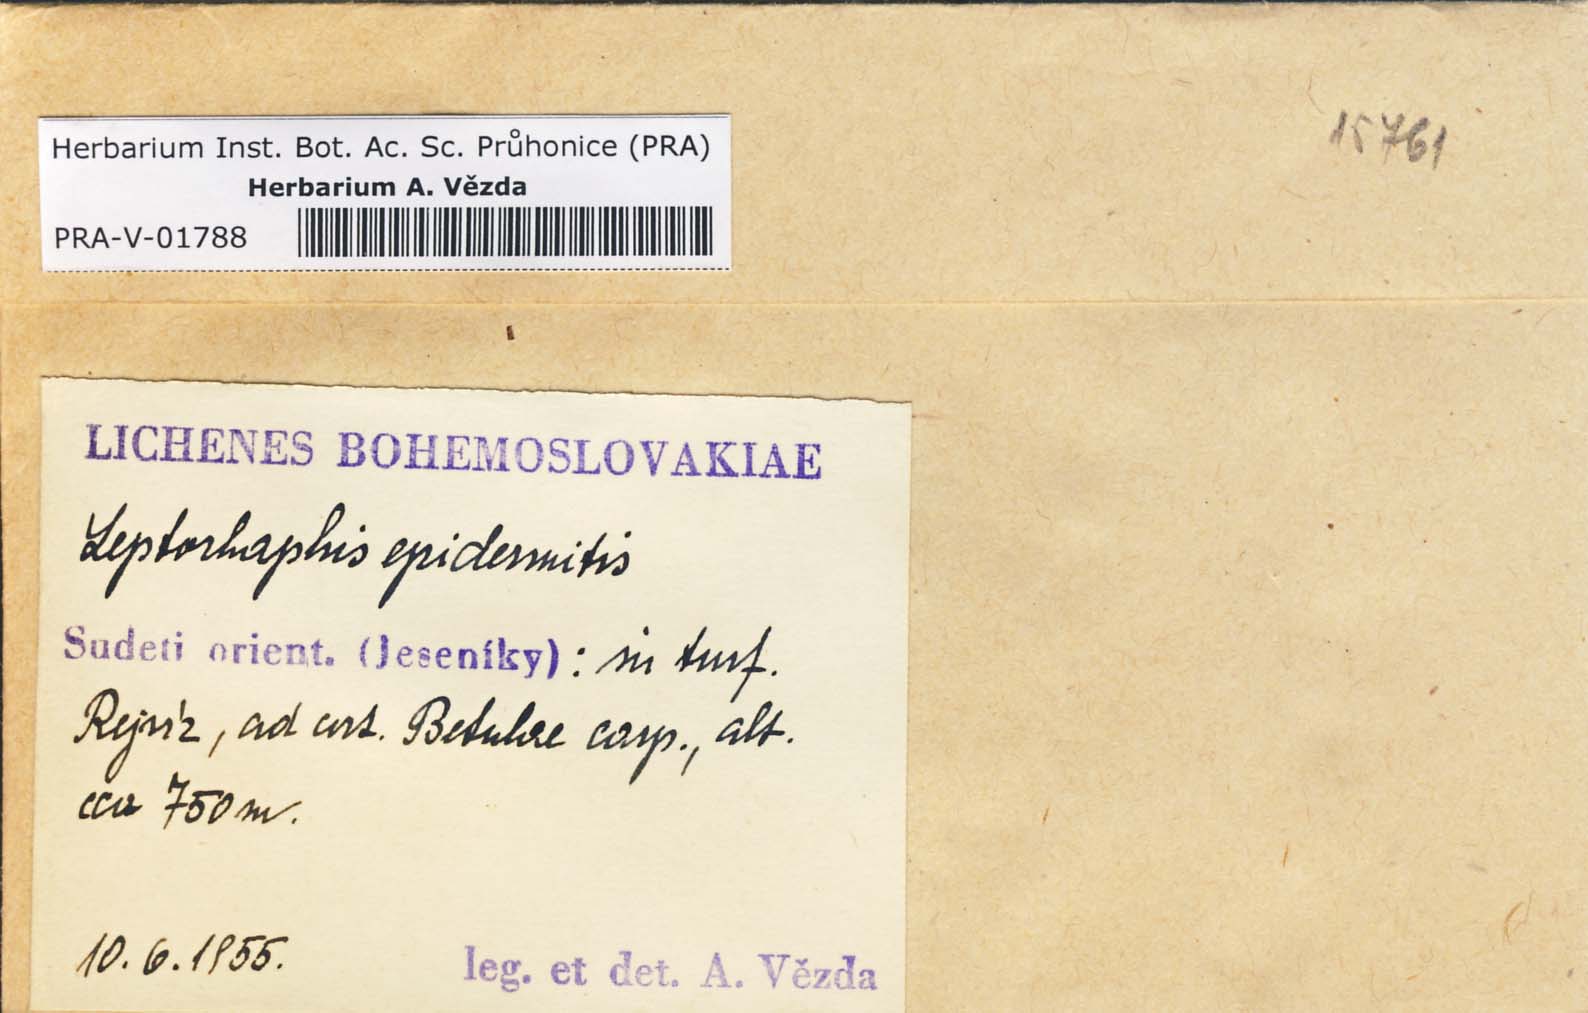 Herbarium Inst. Bot. Ac. Sc. Průhonice (PRA)
Herbarium A. Vězda
PRA-V-01788
15761
LICHENES BOHEMOSLOVAKIAE
Leptorhaphis epidermitis
Sudeti orient. (Jeseníky): in turf.
Rejvíz, ad cort. Betulae carp., alt.
cca 750 m.
10. 6. 1955.
leg. et det. A. Vězda